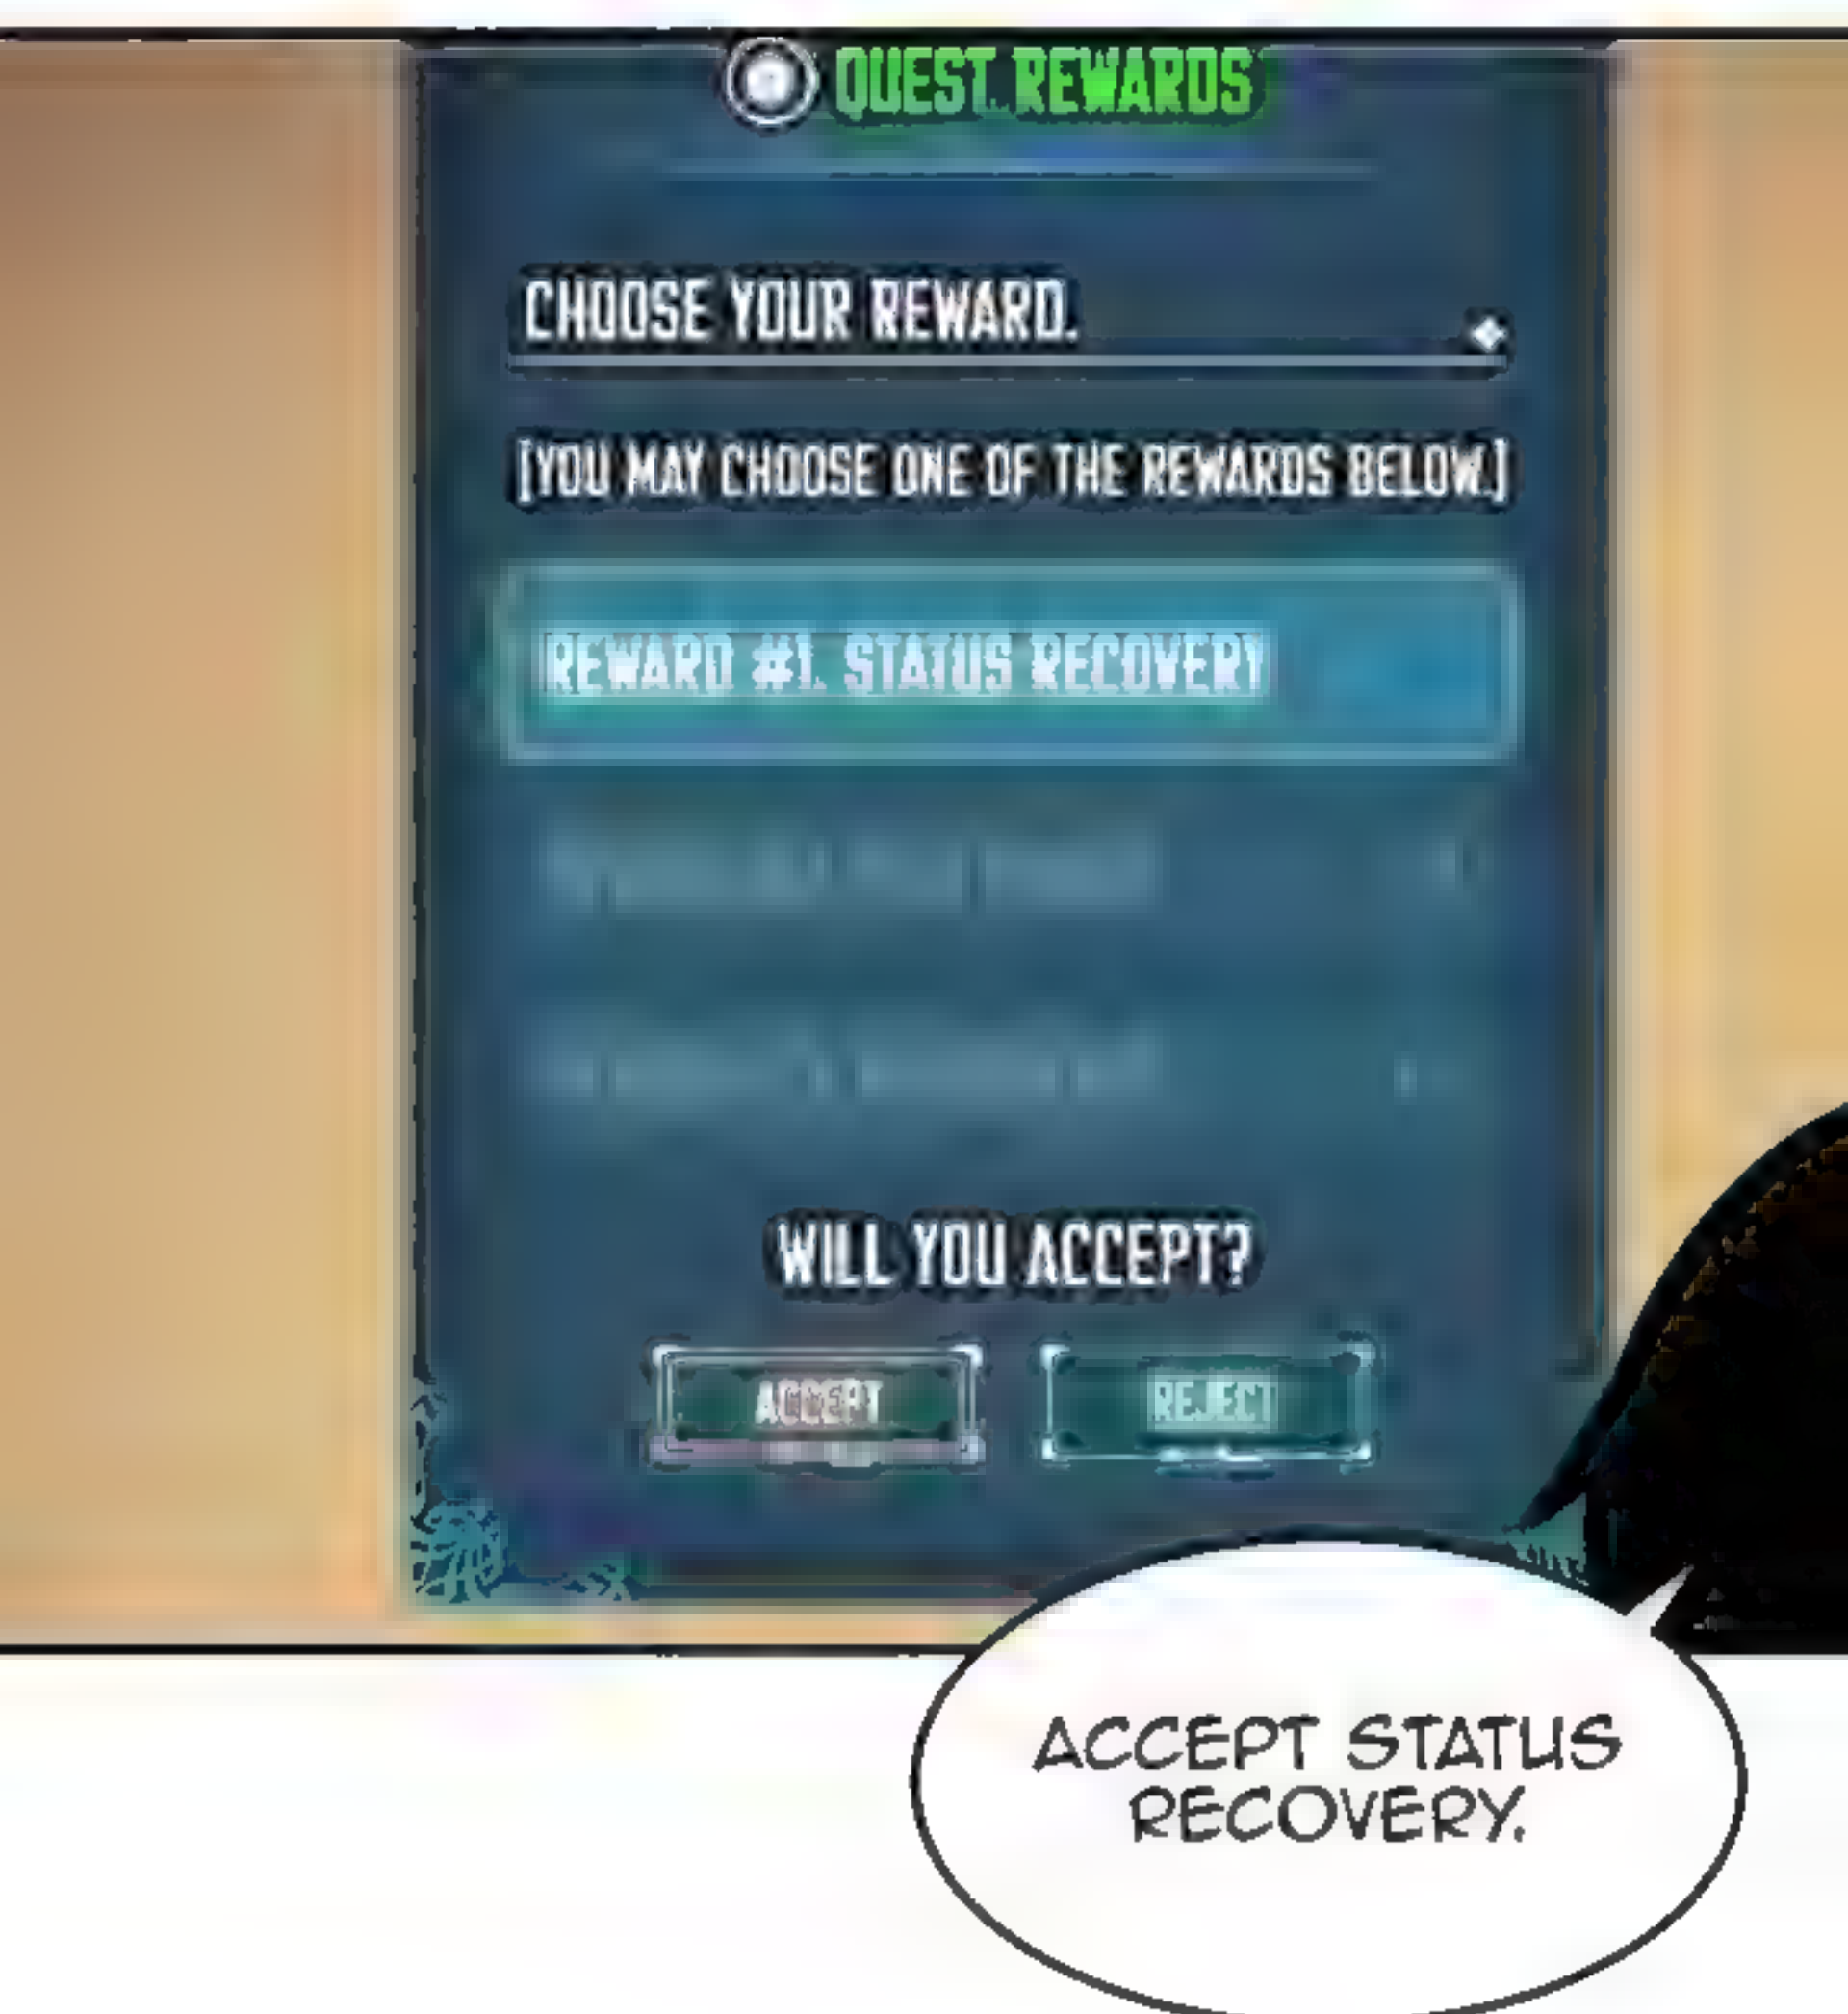 QUEST REWARDS
CHOOSE YOUR REWARD.
[YOU MAY CHOOSE ONE OF THE REWARDS BELOW.]
REWARD #1. STATUS RECOVERY
WILL YOU ACCEPT?
ACCEPT REJECT
ACCEPT STATUS
RECOVERY.